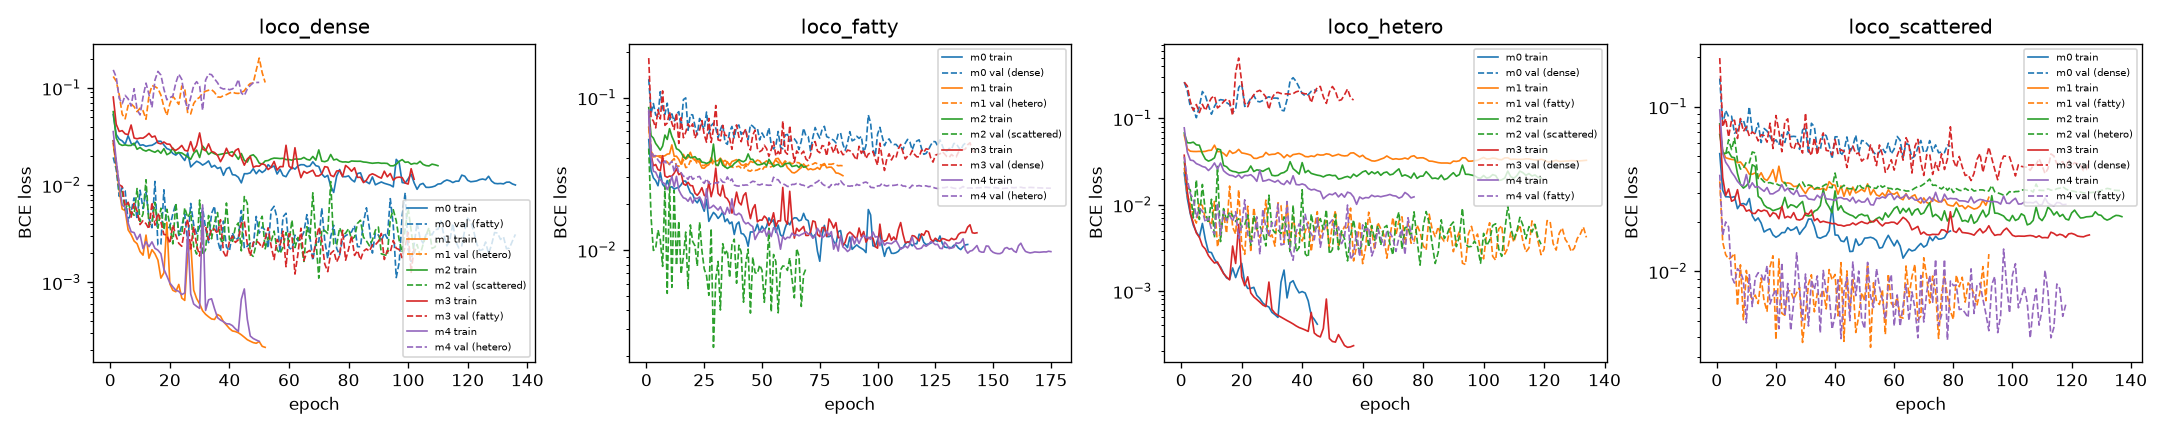 loco_dense
BCE loss
10⁻¹
10⁻²
10⁻³
0 20 40 60 80 100 120 140
epoch
m0 train
m0 val (fatty)
m1 train
m1 val (hetero)
m2 train
m2 val (scattered)
m3 train
m3 val (fatty)
m4 train
m4 val (hetero)
loco_fatty
BCE loss
10⁻¹
10⁻²
0 25 50 75 100 125 150 175
epoch
m0 train
m0 val (dense)
m1 train
m1 val (hetero)
m2 train
m2 val (scattered)
m3 train
m3 val (dense)
m4 train
m4 val (hetero)
loco_hetero
BCE loss
10⁻¹
10⁻²
10⁻³
0 20 40 60 80 100 120 140
epoch
m0 train
m0 val (dense)
m1 train
m1 val (fatty)
m2 train
m2 val (scattered)
m3 train
m3 val (dense)
m4 train
m4 val (fatty)
loco_scattered
BCE loss
10⁻¹
10⁻²
0 20 40 60 80 100 120 140
epoch
m0 train
m0 val (dense)
m1 train
m1 val (fatty)
m2 train
m2 val (hetero)
m3 train
m3 val (dense)
m4 train
m4 val (fatty)